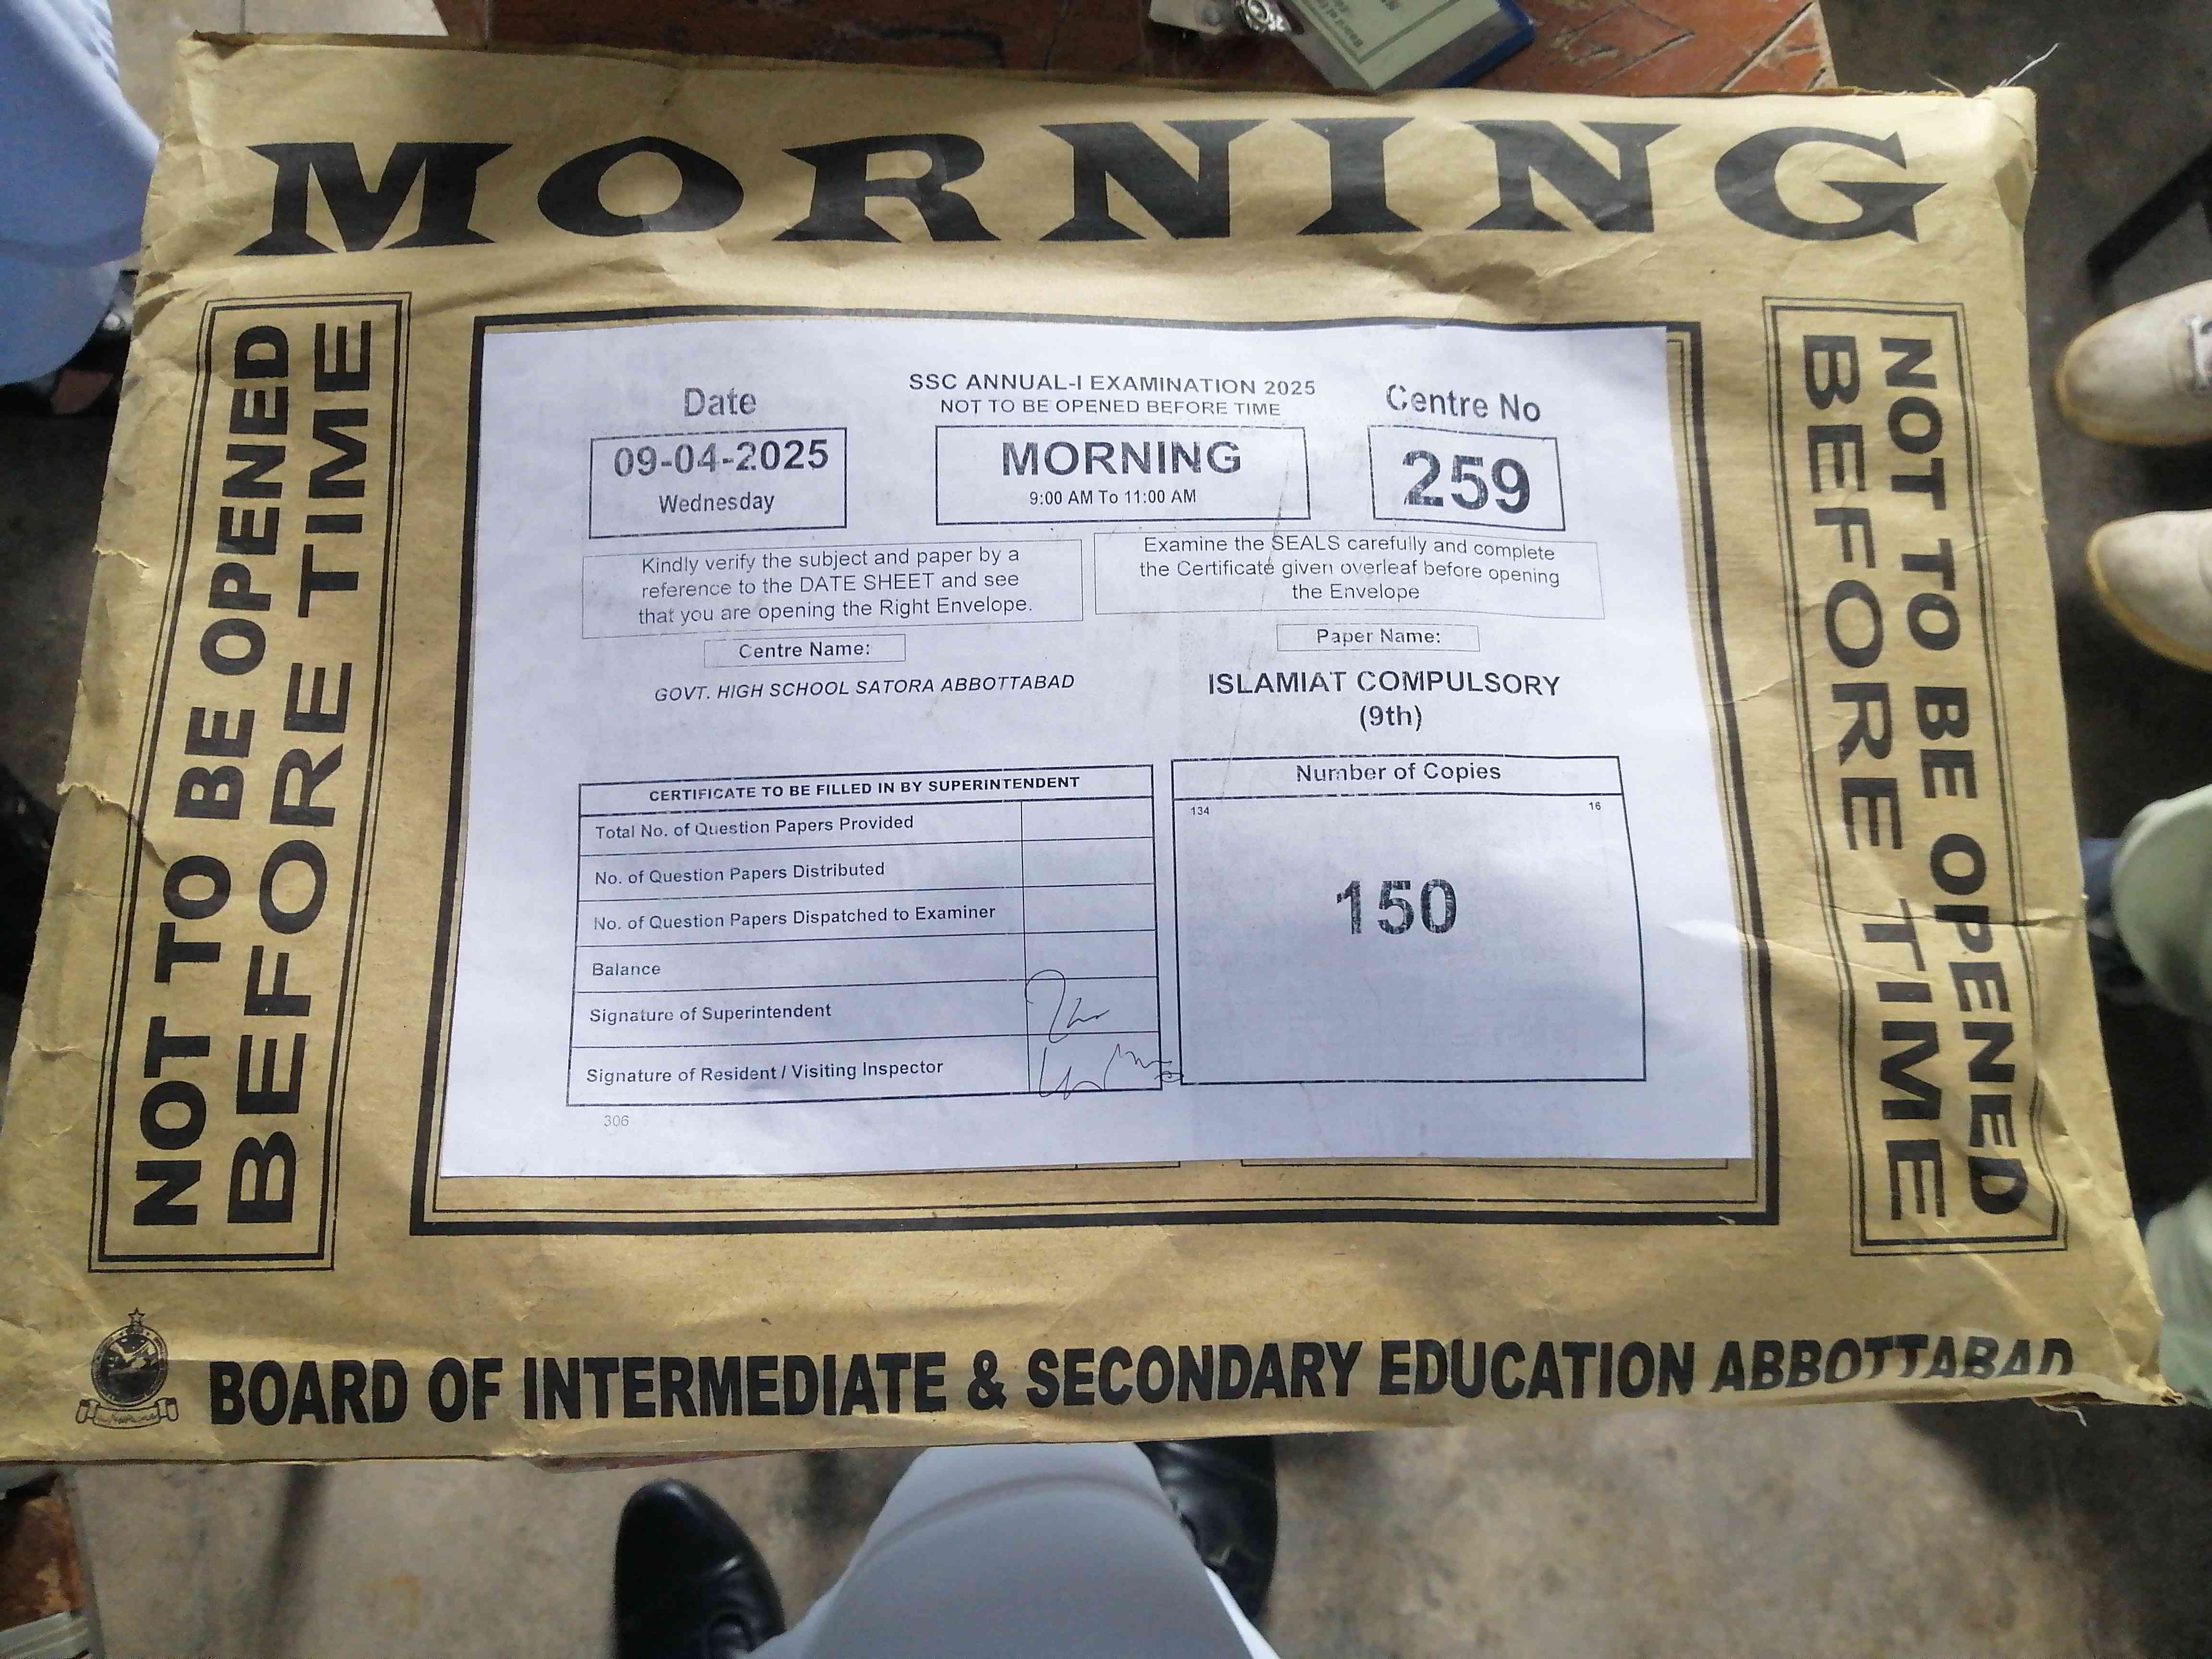 MORNING
NOT TO BE OPENED
BEFORE TIME
SSC ANNUAL-I EXAMINATION 2025
NOT TO BE OPENED BEFORE TIME
Date
09-04-2025
Wednesday
MORNING
9:00 AM To 11:00 AM
Centre No
259
Kindly verify the subject and paper by a
reference to the DATE SHEET and see
that you are opening the Right Envelope.
Examine the SEALS carefully and complete
the Certificate given overleaf before opening
the Envelope
Centre Name:
GOVT. HIGH SCHOOL SATORA ABBOTTABAD
Paper Name:
ISLAMIAT COMPULSORY
(9th)
CERTIFICATE TO BE FILLED IN BY SUPERINTENDENT
Total No. of Question Papers Provided
No. of Question Papers Distributed
No. of Question Papers Dispatched to Examiner
Balance
Signature of Superintendent
Signature of Resident / Visiting Inspector
306
Number of Copies
134 16
150
NOT TO BE OPENED
BEFORE TIME
BOARD OF INTERMEDIATE & SECONDARY EDUCATION ABBOTTABAD